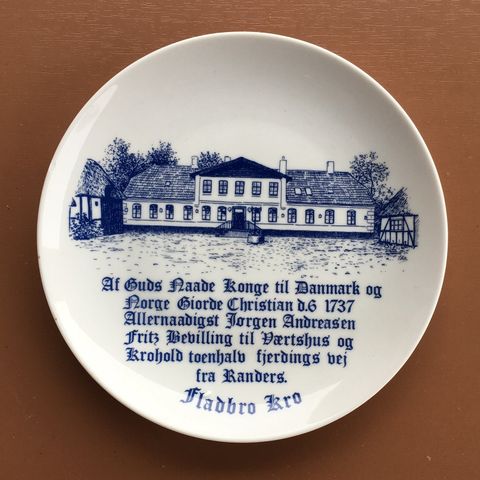 Af Guds Naade Konge til Danmark og
Norge Giorde Christian d.6 1737
Allernaadigst Jørgen Andreasen
Fritz Bevilling til Værtshus og
Krohold toenhalv fjerdings vej
fra Randers.
Fladbro Kro